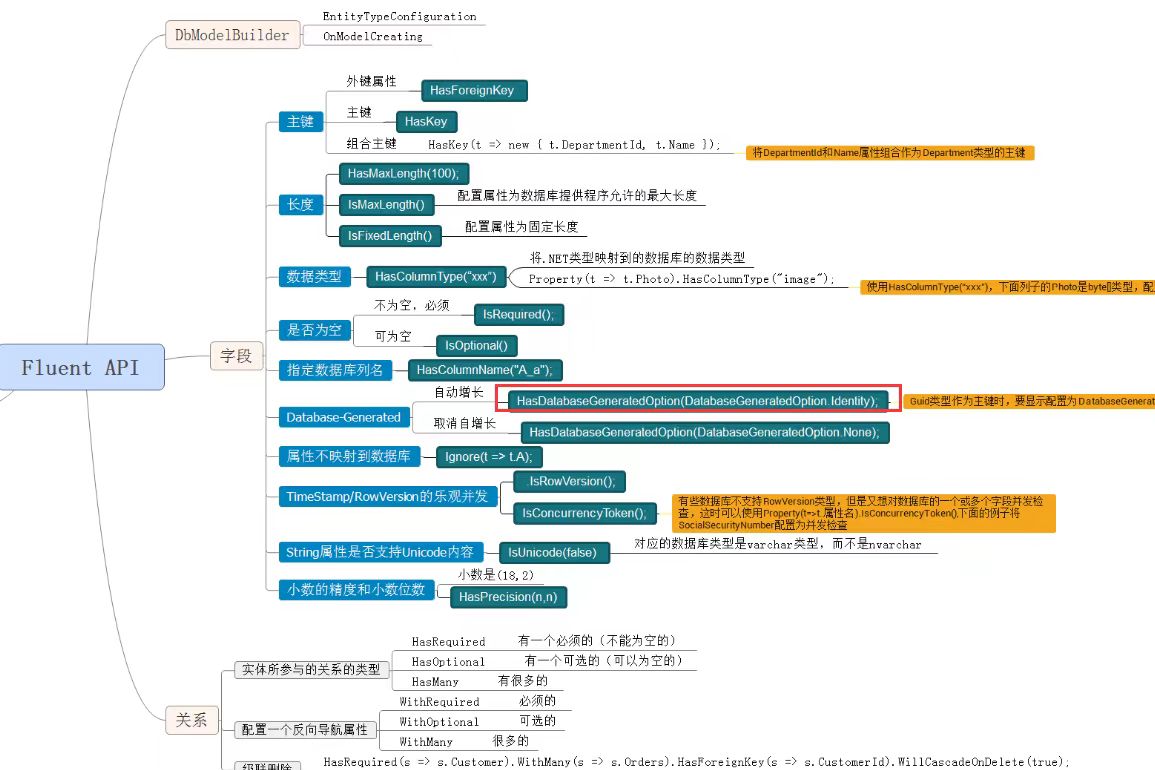 EntityTypeConfiguration
DbModelBuilder
OnModelCreating
外键属性
HasForeignKey
主键
主键
HasKey
组合主键
HasKey(t => new { t.DepartmentId, t.Name });
将DepartmentId和Name属性组合作为Department类型的主键
HasMaxLength(100);
长度
IsMaxLength()
配置属性为数据库提供程序允许的最大长度
IsFixedLength()
配置属性为固定长度
数据类型
HasColumnType("xxx")
将.NET类型映射到的数据库的数据类型
Property(t => t.Photo).HasColumnType("image");
使用HasColumnType("xxx")，下面列子的Photo是byte[]类型，配
不为空，必须
IsRequired();
是否为空
可为空
IsOptional()
Fluent API
字段
指定数据库列名
HasColumnName("A_a");
自动增长
HasDatabaseGeneratedOption(DatabaseGeneratedOption.Identity);
Guid类型作为主键时，要显示配置为DatabaseGenerat
Database-Generated
取消自增长
HasDatabaseGeneratedOption(DatabaseGeneratedOption.None);
属性不映射到数据库
Ignore(t => t.A);
TimeStamp/RowVersion的乐观并发
.IsRowVersion();
IsConcurrencyToken();
有些数据库不支持RowVersion类型，但是又想对数据库的一个或多个字段并发检
查，这时可以使用Property(t=>t.属性名).IsConcurrencyToken(),下面的例子将
SocialSecurityNumber配置为并发检查
String属性是否支持Unicode内容
IsUnicode(false)
对应的数据库类型是varchar类型，而不是nvarchar
小数的精度和小数位数
小数是(18,2)
HasPrecision(n,n)
关系
实体所参与的关系的类型
HasRequired 有一个必须的（不能为空的）
HasOptional 有一个可选的（可以为空的）
HasMany 有很多的
配置一个反向导航属性
WithRequired 必须的
WithOptional 可选的
WithMany 很多的
级联删除
HasRequired(s => s.Customer).WithMany(s => s.Orders).HasForeignKey(s => s.CustomerId).WillCascadeOnDelete(true);